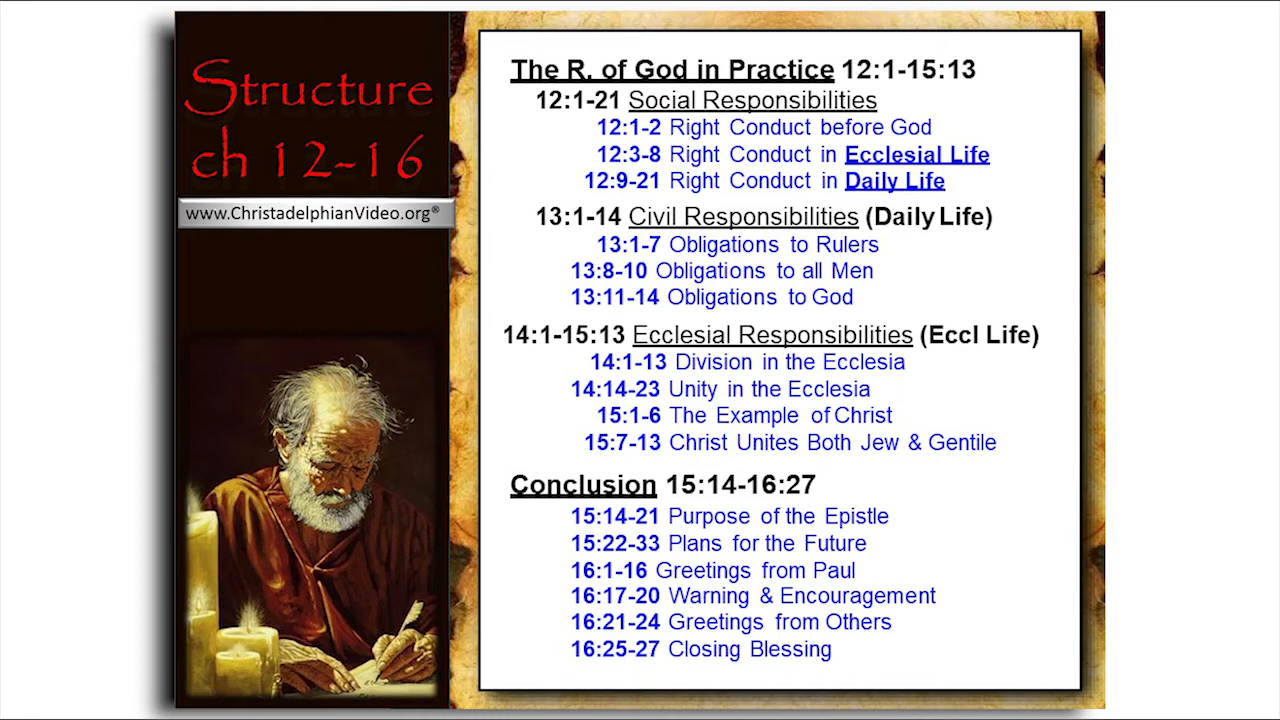 Structure
ch 12-16
www.ChristadelphianVideo.org®
The R. of God in Practice 12:1-15:13
12:1-21 Social Responsibilities
12:1-2 Right Conduct before God
12:3-8 Right Conduct in Ecclesial Life
12:9-21 Right Conduct in Daily Life
13:1-14 Civil Responsibilities (Daily Life)
13:1-7 Obligations to Rulers
13:8-10 Obligations to all Men
13:11-14 Obligations to God
14:1-15:13 Ecclesial Responsibilities (Eccl Life)
14:1-13 Division in the Ecclesia
14:14-23 Unity in the Ecclesia
15:1-6 The Example of Christ
15:7-13 Christ Unites Both Jew & Gentile
Conclusion 15:14-16:27
15:14-21 Purpose of the Epistle
15:22-33 Plans for the Future
16:1-16 Greetings from Paul
16:17-20 Warning & Encouragement
16:21-24 Greetings from Others
16:25-27 Closing Blessing